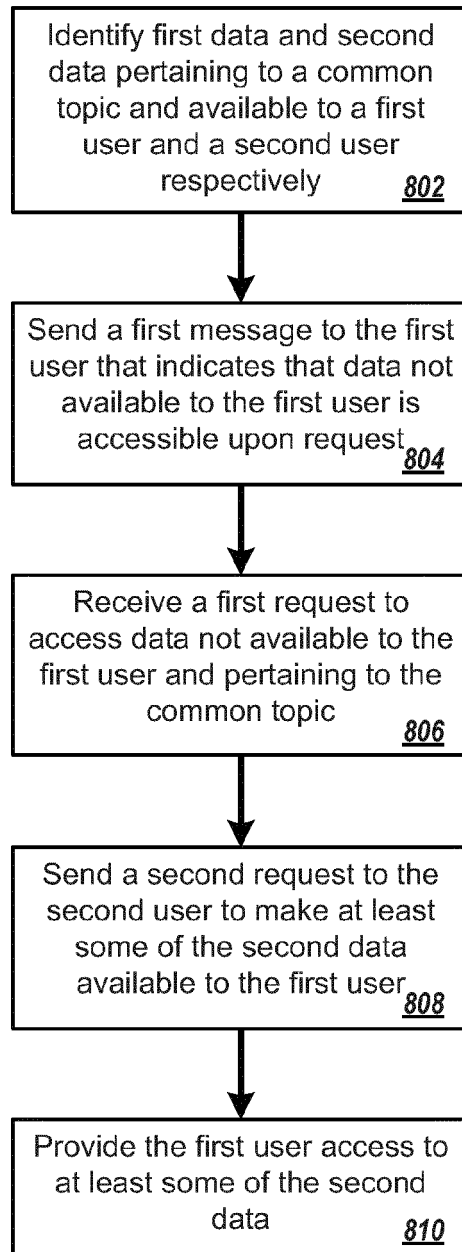 Identify first data and second
data pertaining to a common
topic and available to a first
user and a second user
respectively 802
Send a first message to the first
user that indicates that data not
available to the first user is
accessible upon request 804
Receive a first request to
access data not available to the
first user and pertaining to the
common topic
806
Send a second request to the
second user to make at least
some of the second data
available to the first user 808
Provide the first user access to
at least some of the second
data 810